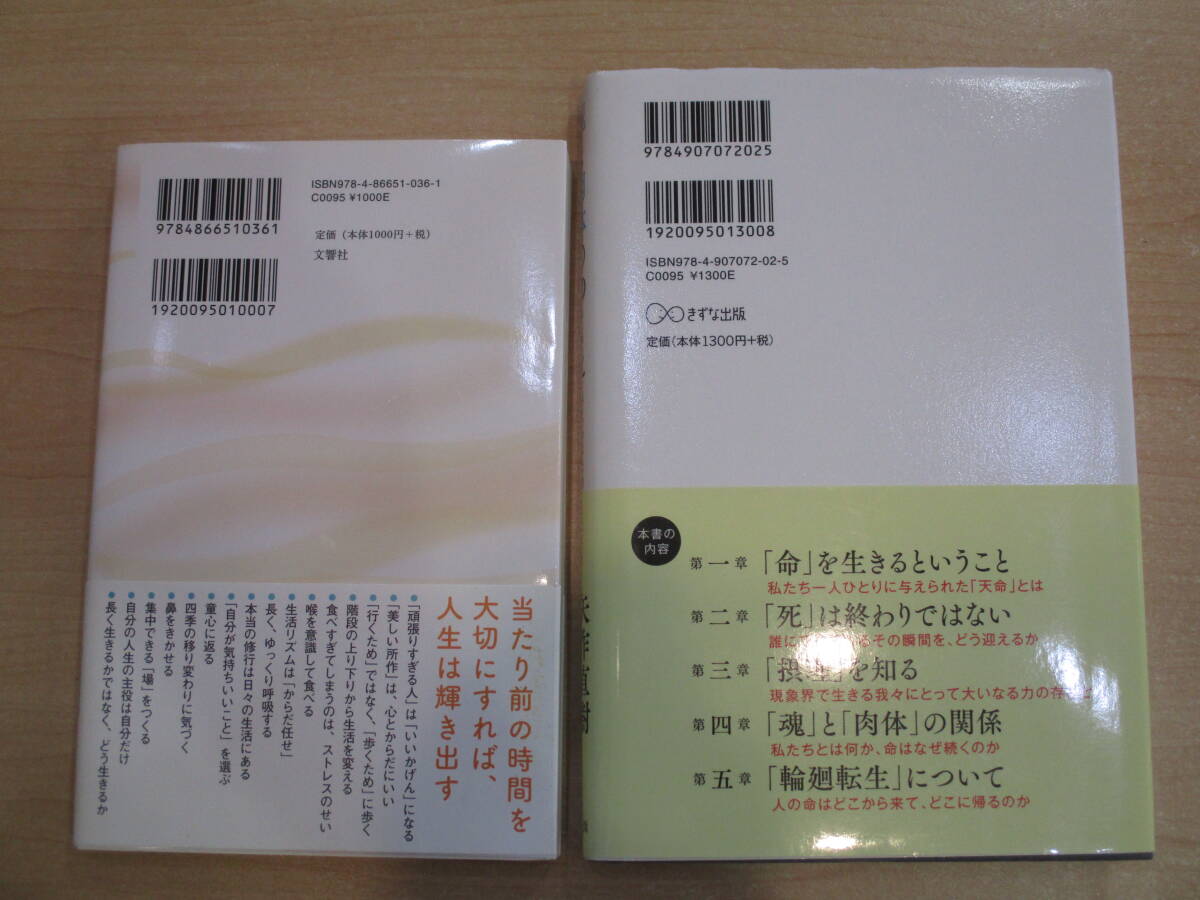 ISBN978-4-86651-036-1
C0095 ¥1000E
9784866510361
定価（本体1000円+税）
文響社
1920095010007
当たり前の時間を
大切にすれば、
人生は輝き出す
●「頑張りすぎる人」は「いいかげん」になる
●「美しい所作」は、心とからだにいい
●「行くため」ではなく、「歩くため」に歩く
●階段の上り下りから生活を変える
●食べすぎてしまうのは、ストレスのせい
●喉を意識して食べる
●生活リズムは「からだ任せ」
●長く、ゆっくり呼吸する
●本当の修行は日々の生活にある
●「自分が気持ちいいこと」を選ぶ
●童心に返る
●四季の移り変わりに気づく
●鼻をきかせる
●集中できる「場」をつくる
●自分の人生の主役は自分だけ
●長く生きるかではなく、どう生きるか
9784907072025
1920095013008
ISBN978-4-907072-02-5
C0095 ¥1300E
きずな出版
定価(本体1300円+税)
本書の
内容
第一章 「命」を生きるということ
私たち一人ひとりに与えられた「天命」とは
第二章 「死」は終わりではない
誰に るその瞬間を、どう迎えるか
第三章 「摂理」を知る
現象界で生きる我々にとって大いなる力の存
第四章 「魂」と「肉体」の関係
私たちとは何か、命はなぜ続くのか
第五章 「輪廻転生」について
人の命はどこから来て、どこに帰るのか